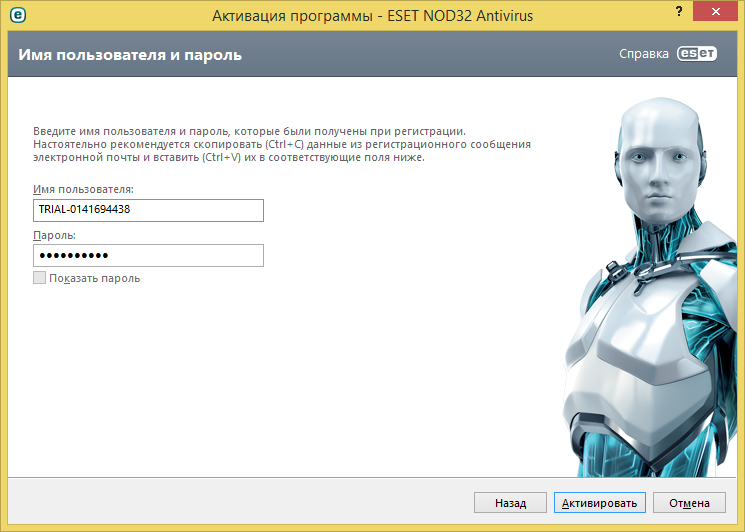 e
Активация программы - ESET NOD32 Antivirus
?
Имя пользователя и пароль
Справка
eseт
Введите имя пользователя и пароль, которые были получены при регистрации.
Настоятельно рекомендуется скопировать (Ctrl+C) данные из регистрационного сообщения
электронной почты и вставить (Ctrl+V) их в соответствующие поля ниже.
Имя пользователя:
TRIAL-0141694438
Пароль:
••••••••••
Показать пароль
Назад
Активировать
Отмена